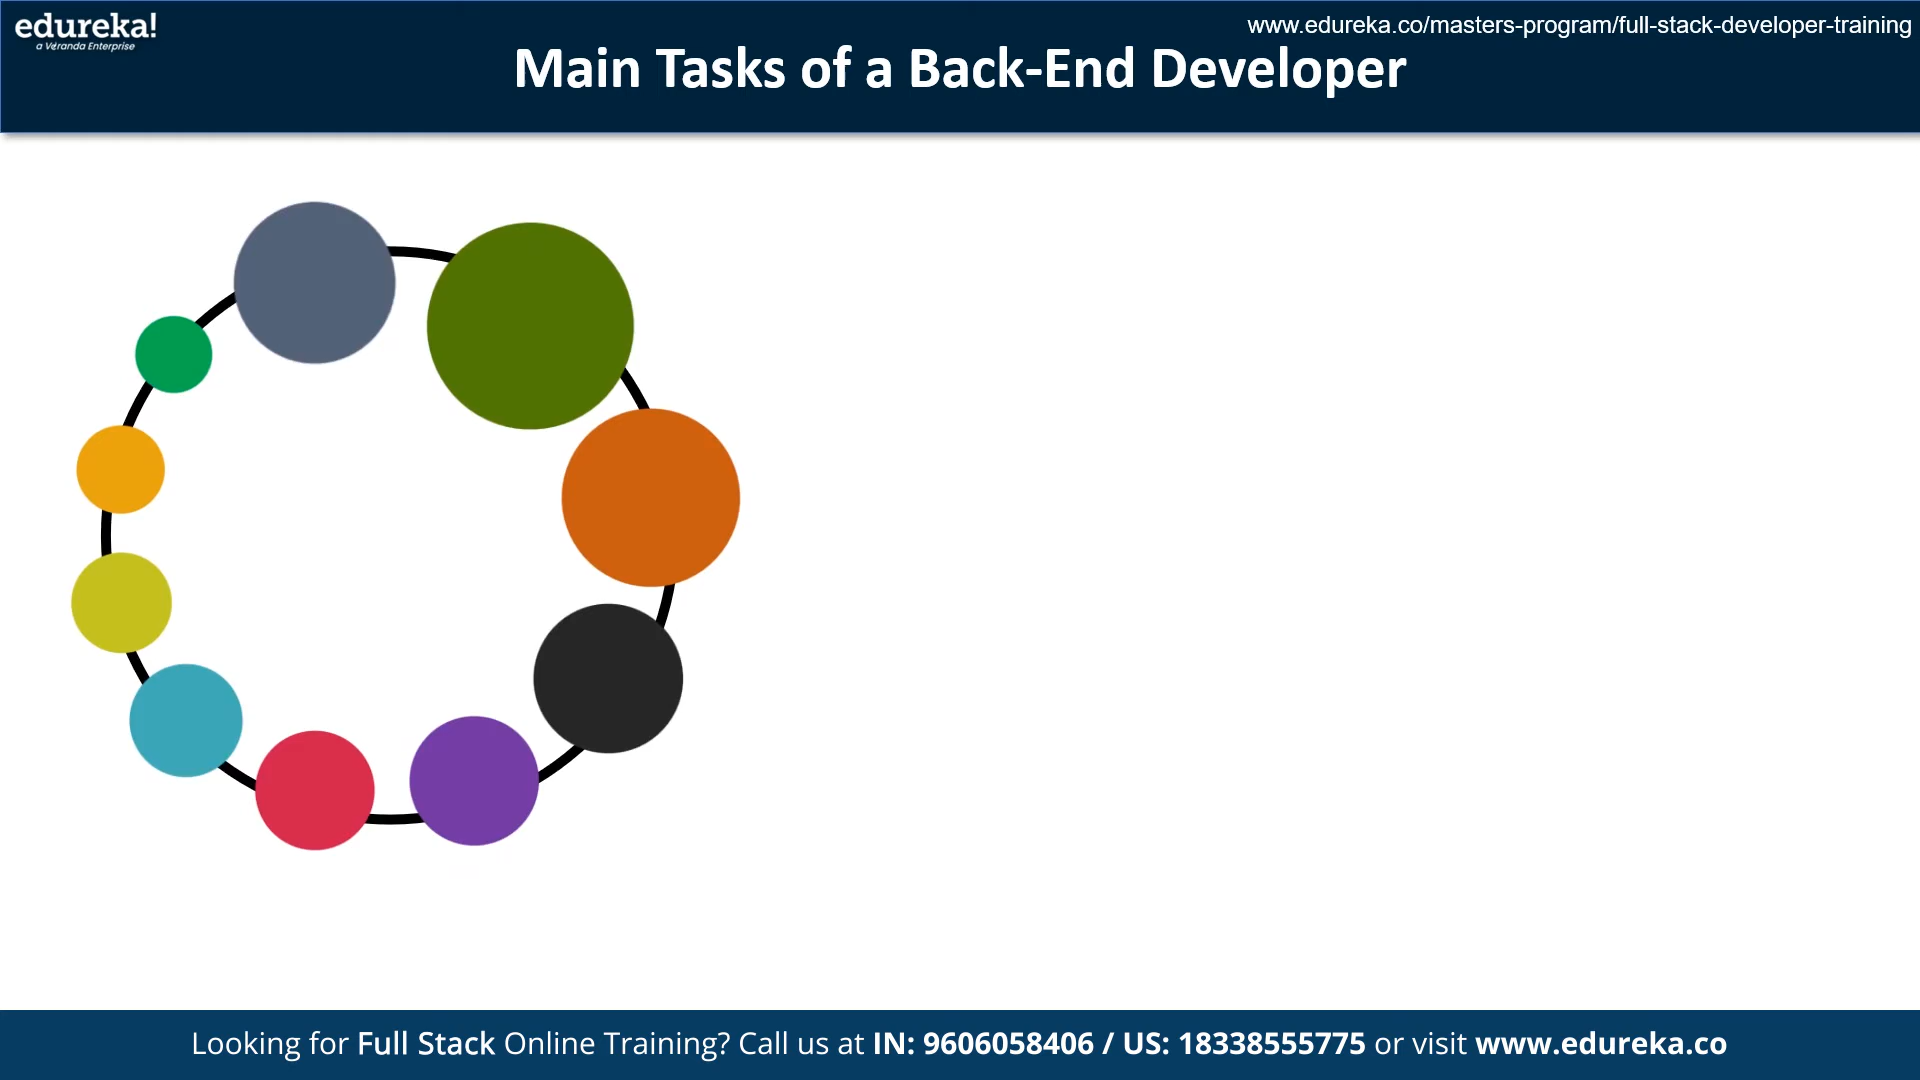 edureka!
a Veranda Enterprise
www.edureka.co/masters-program/full-stack-developer-training
Main Tasks of a Back-End Developer
Looking for Full Stack Online Training? Call us at IN: 9606058406 / US: 18338555775 or visit www.edureka.co